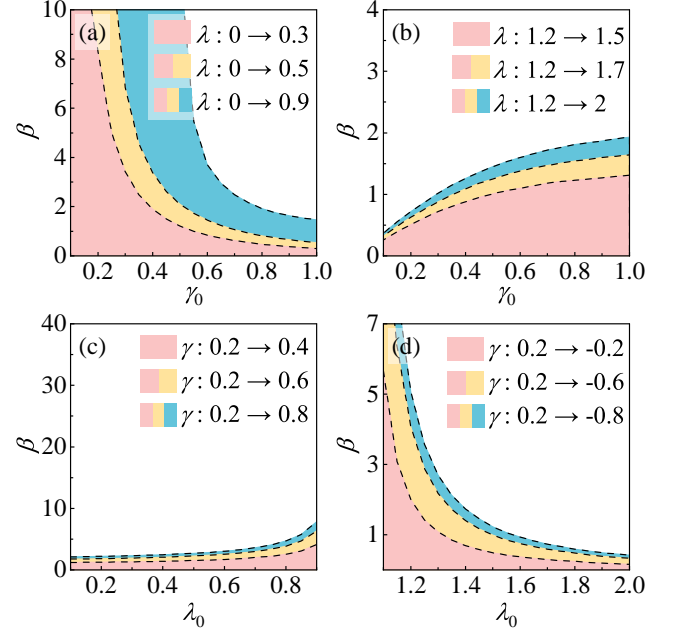 (a)
λ : 0 → 0.3
λ : 0 → 0.5
λ : 0 → 0.9
10
8
6
4
2
0
β
0.2 0.4 0.6 0.8 1.0
γ0
(b)
λ : 1.2 → 1.5
λ : 1.2 → 1.7
λ : 1.2 → 2
4
3
2
1
0
β
0.2 0.4 0.6 0.8 1.0
γ0
(c)
γ : 0.2 → 0.4
γ : 0.2 → 0.6
γ : 0.2 → 0.8
40
30
20
10
0
β
0.2 0.4 0.6 0.8
λ0
(d)
γ : 0.2 → -0.2
γ : 0.2 → -0.6
γ : 0.2 → -0.8
7
5
3
1
β
1.2 1.4 1.6 1.8 2.0
λ0